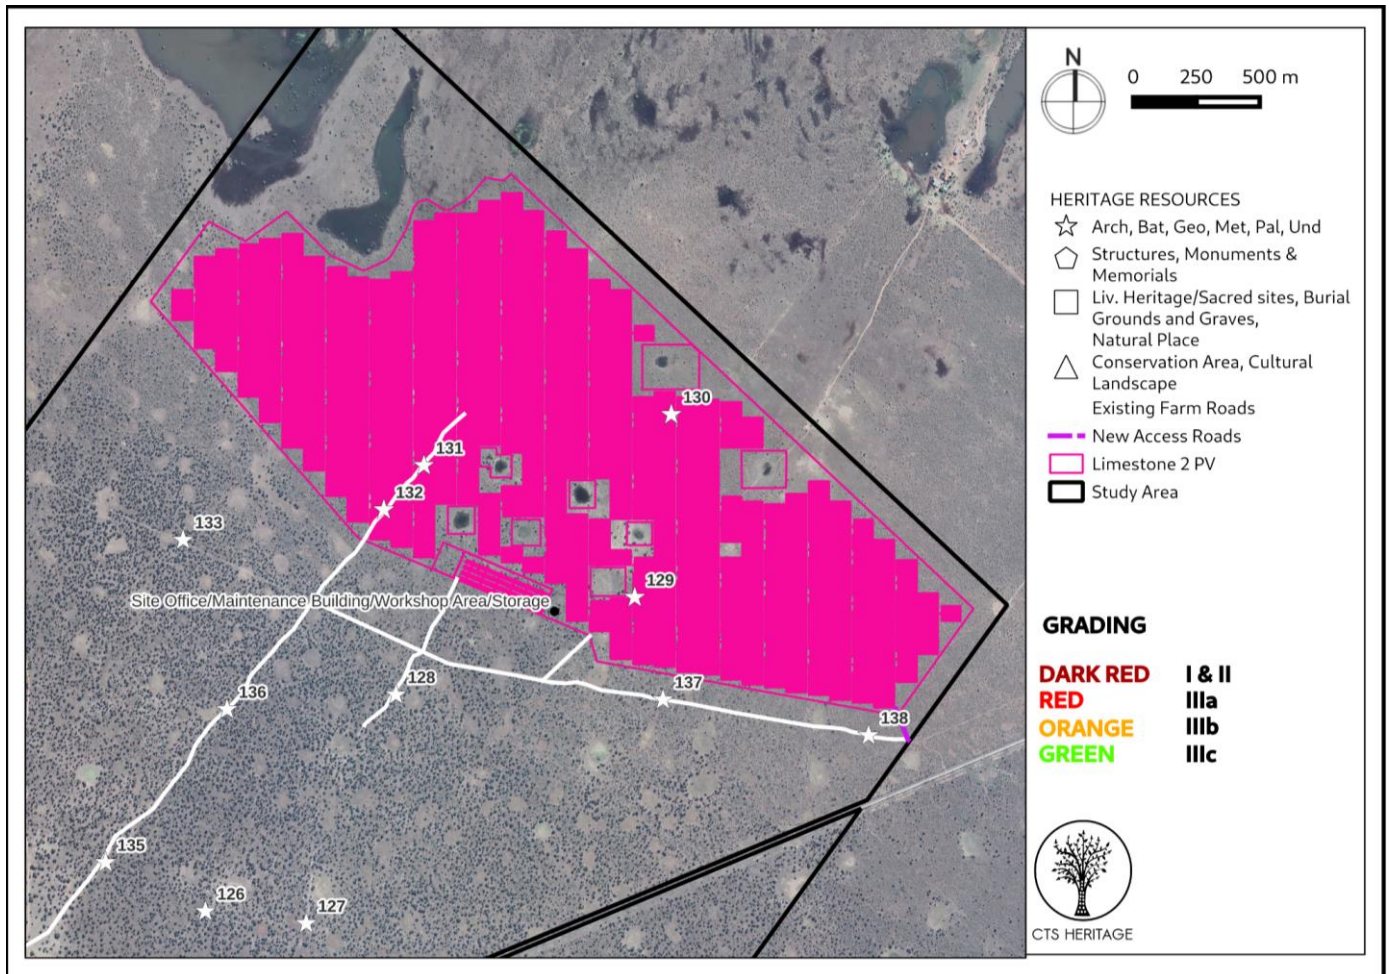 130
131
132
133
129
Site Office/Maintenance Building/Workshop Area/Storage
128
136
137
138
135
126
127
N
0 250 500 m
HERITAGE RESOURCES
Arch, Bat, Geo, Met, Pal, Und
Structures, Monuments &
Memorials
Liv. Heritage/Sacred sites, Burial
Grounds and Graves,
Natural Place
Conservation Area, Cultural
Landscape
Existing Farm Roads
New Access Roads
Limestone 2 PV
Study Area
GRADING
DARK RED I & II
RED IIIa
ORANGE IIIb
GREEN IIIc
CTS HERITAGE